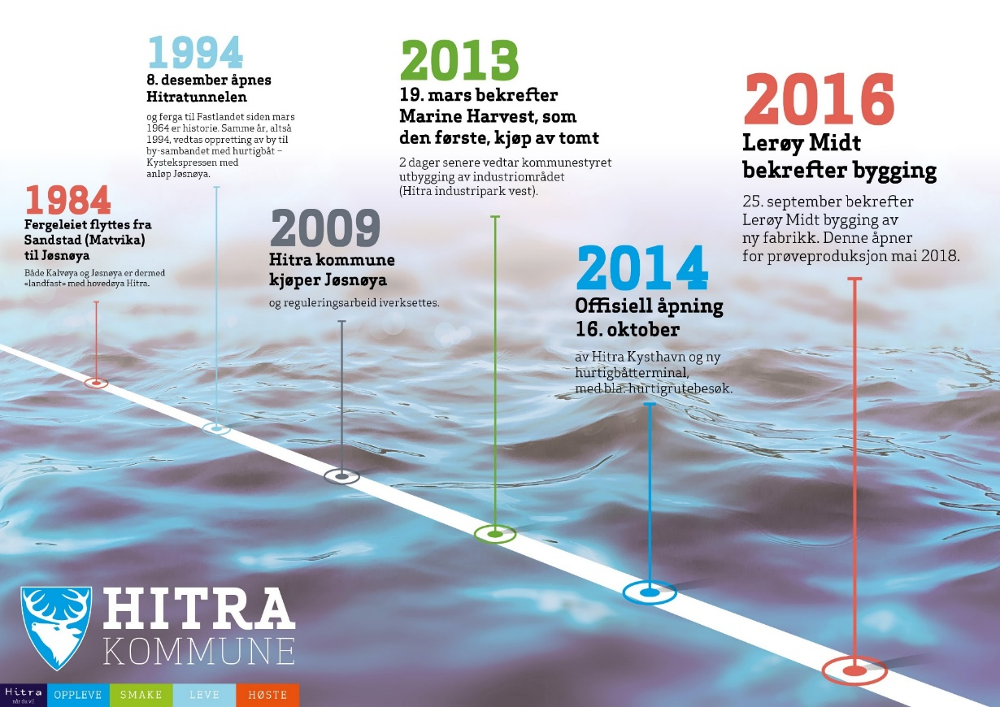 1984
Fergeleiet flyttes fra
Sandstad (Matvika)
til Jøsnøya
Både Kalvøya og Jøsnøya er dermed
«landfast» med hovedøya Hitra.
1994
8. desember åpnes
Hitratunnelen
og ferga til Fastlandet siden mars
1964 er historie. Samme år, altså
1994, vedtas oppretting av by til
by-sambandet med hurtigbåt –
Kystekspressen med
anløp Jøsnøya.
2009
Hitra kommune
kjøper Jøsnøya
og reguleringsarbeid iverksettes.
2013
19. mars bekrefter
Marine Harvest, som
den første, kjøp av tomt
2 dager senere vedtar kommunestyret
utbygging av industriområdet
(Hitra industripark vest).
2014
Offisiell åpning
16. oktober
av Hitra Kysthavn og ny
hurtigbåtterminal,
med bla. hurtigrutebesøk.
2016
Lerøy Midt
bekrefter bygging
25. september bekrefter
Lerøy Midt bygging av
ny fabrikk. Denne åpner
for prøveproduksjon mai 2018.
HITRA
KOMMUNE
Hitra
når du vil
OPPLEVE
SMAKE
LEVE
HØSTE